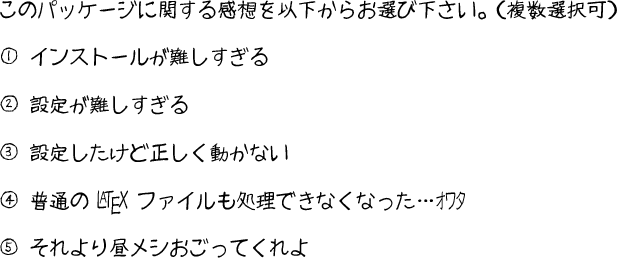 このパッケージに関する感想を以下からお選び下さい。(複数選択可)
① インストールが難しすぎる
② 設定が難しすぎる
③ 設定したけど正しく動かない
④ 普通の LATEX ファイルも処理できなくなった…オワタ
⑤ それより昼メシおごってくれよ